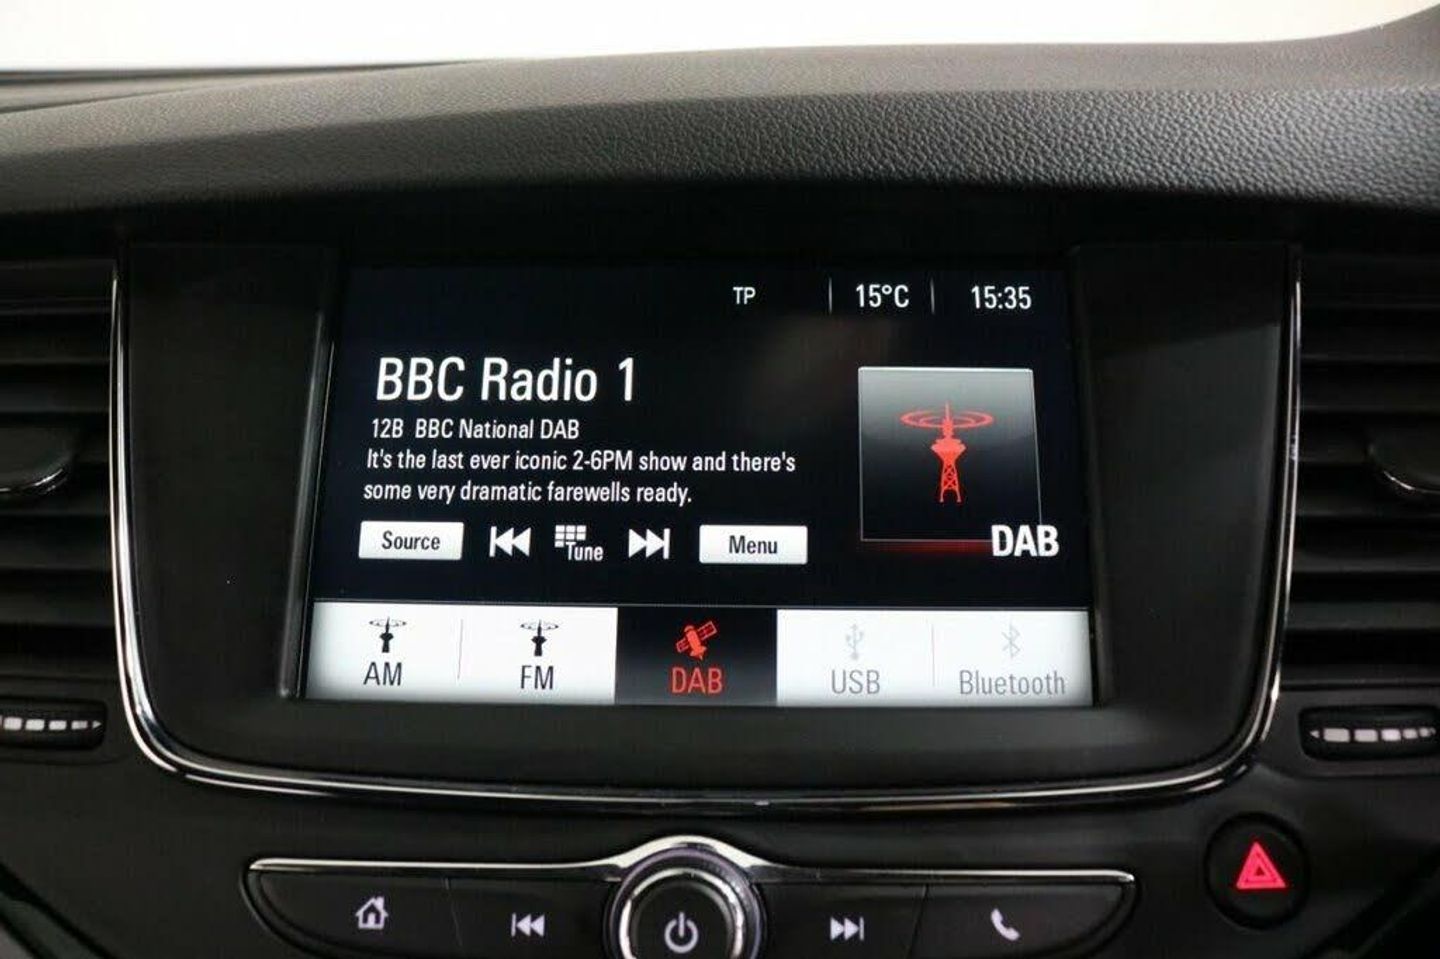 TP 15°C 15:35
BBC Radio 1
12B BBC National DAB
It's the last ever iconic 2-6PM show and there's
some very dramatic farewells ready.
DAB
Source Tune Menu
AM FM DAB USB Bluetooth